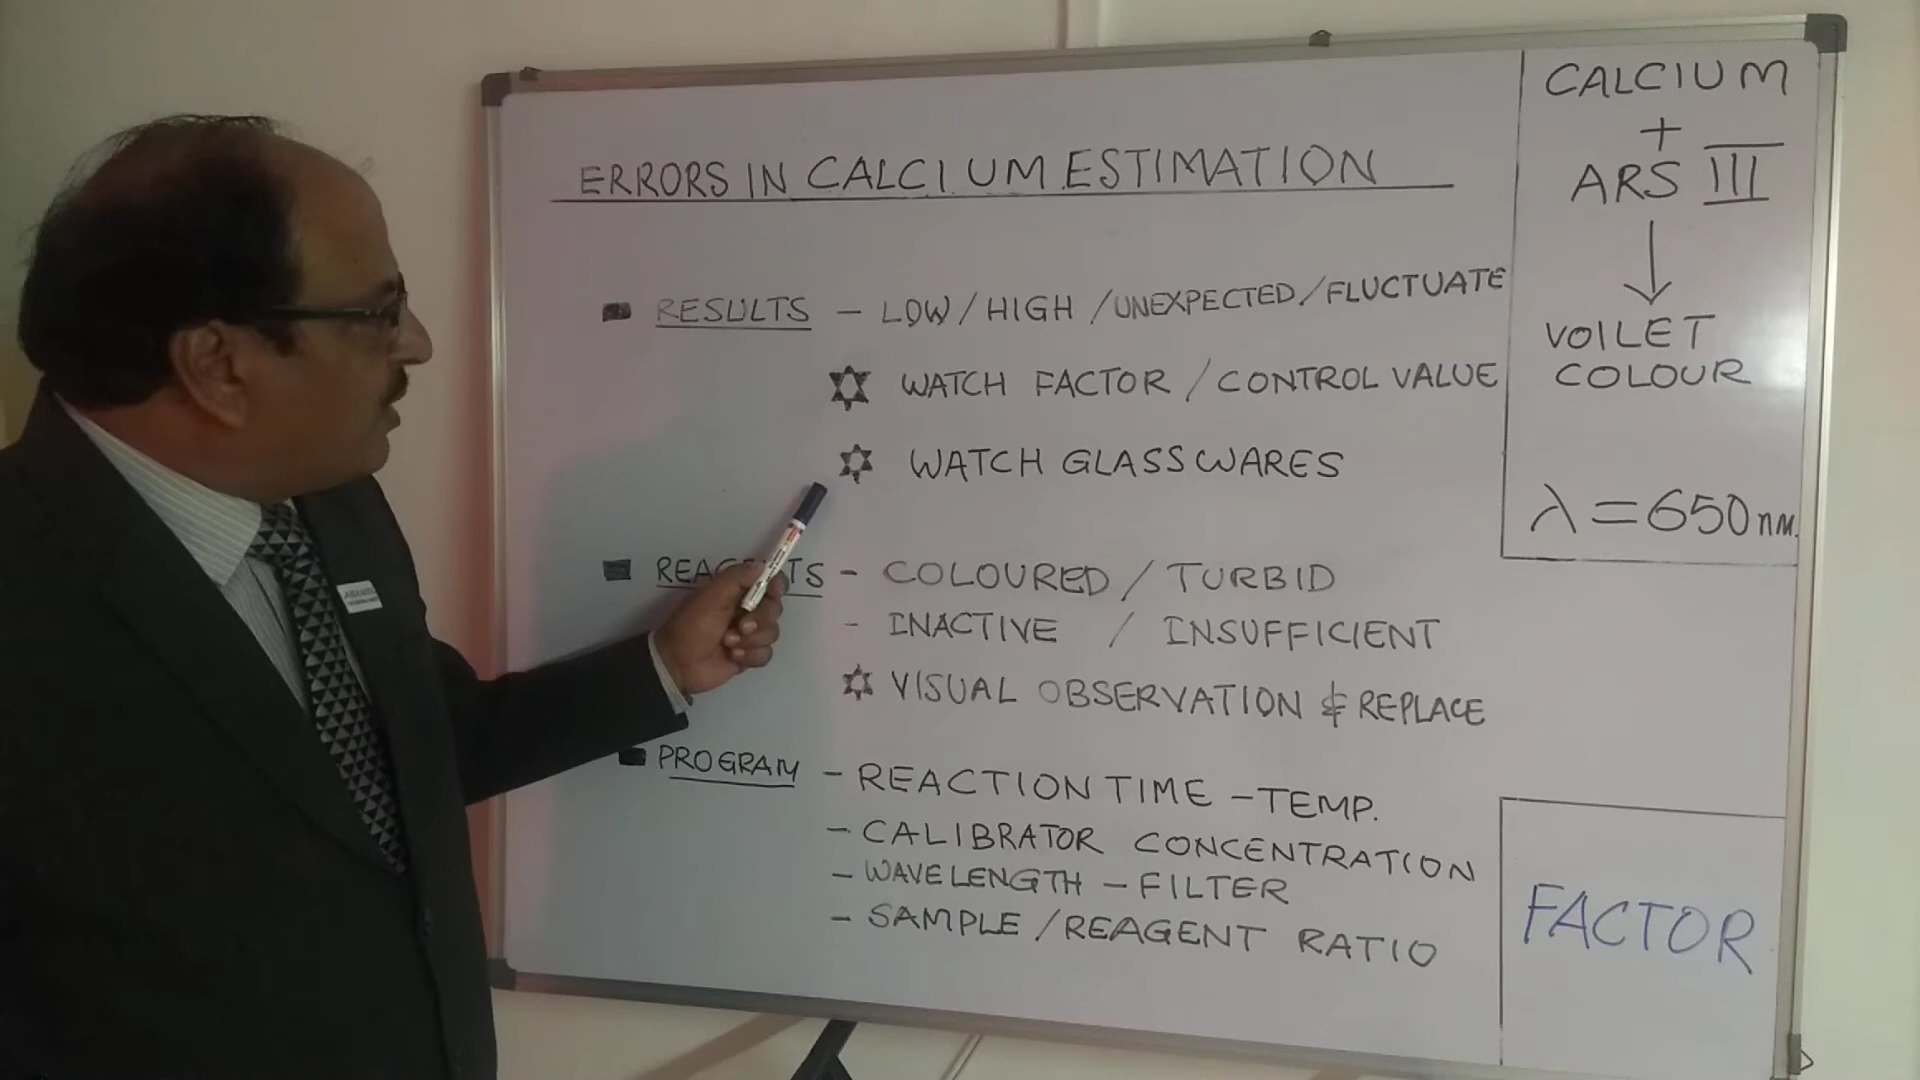 ERRORS IN CALCIUM ESTIMATION
RESULTS - LOW / HIGH / UNEXPECTED / FLUCTUATE
WATCH FACTOR / CONTROL VALUE
WATCH GLASSWARES
- COLOURED / TURBID
- INACTIVE / INSUFFICIENT
VISUAL OBSERVATION & REPLACE
PROGRAM - REACTION TIME - TEMP.
- CALIBRATOR CONCENTRATION
- WAVELENGTH - FILTER
- SAMPLE / REAGENT RATIO
CALCIUM
+
ARS III
↓
VOILET
COLOUR
λ = 650 nm.
FACTOR